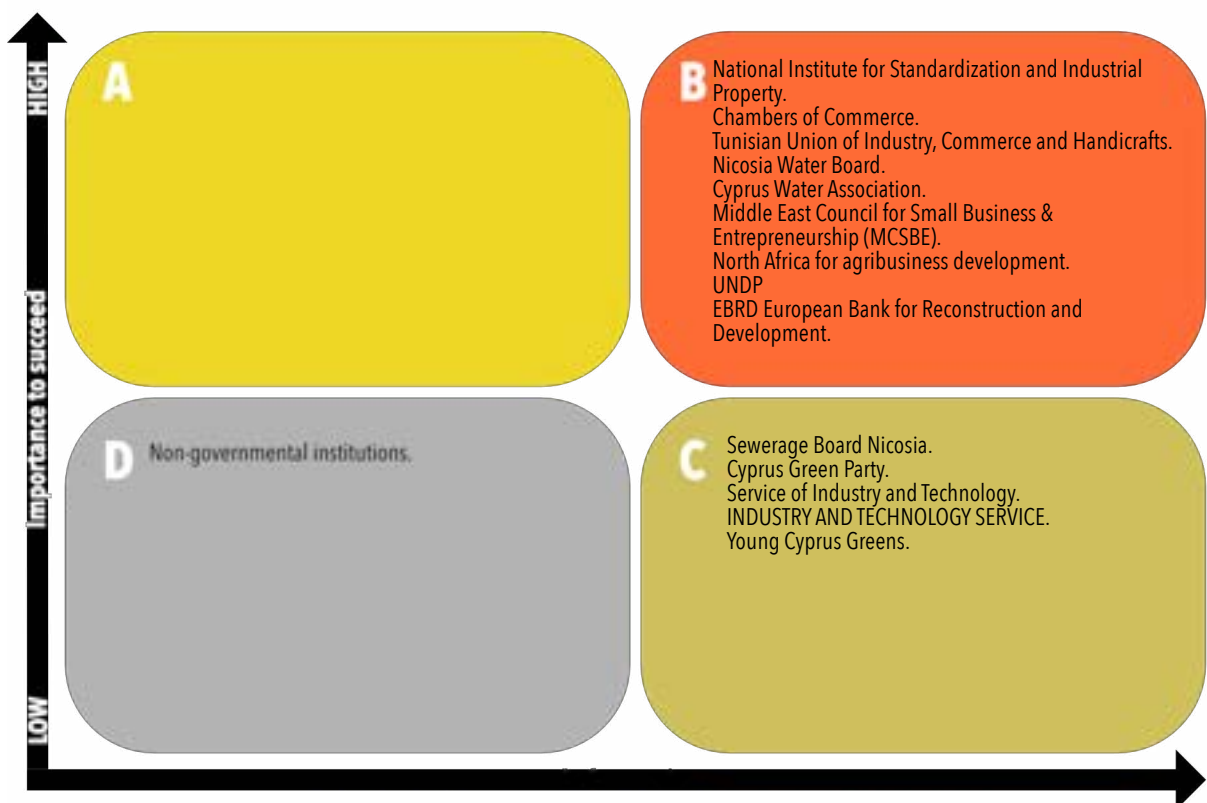 HIGH
Importance to succeed
LOW
A
B
National Institute for Standardization and Industrial
Property.
Chambers of Commerce.
Tunisian Union of Industry, Commerce and Handicrafts.
Nicosia Water Board.
Cyprus Water Association.
Middle East Council for Small Business &
Entrepreneurship (MCSBE).
North Africa for agribusiness development.
UNDP
EBRD European Bank for Reconstruction and
Development.
D
Non-governmental institutions.
C
Sewerage Board Nicosia.
Cyprus Green Party.
Service of Industry and Technology.
INDUSTRY AND TECHNOLOGY SERVICE.
Young Cyprus Greens.